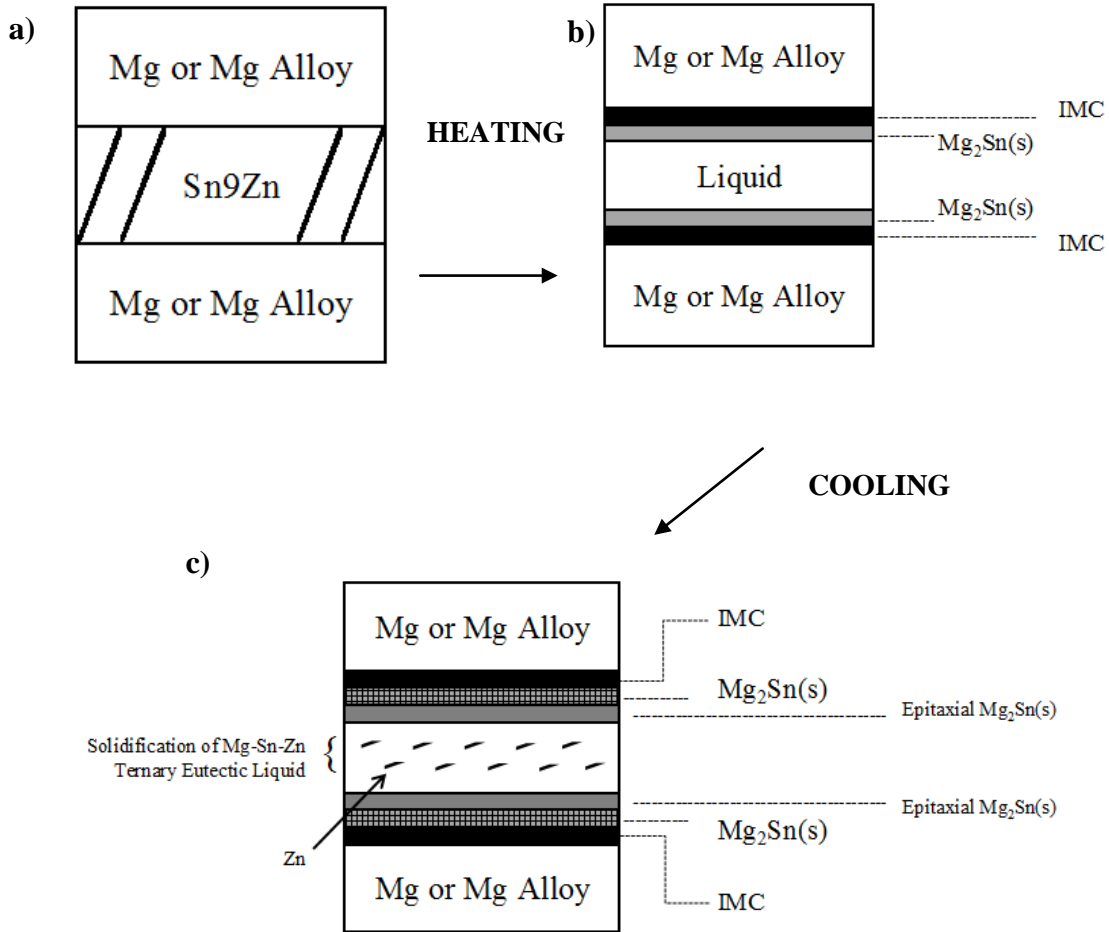 a)
Mg or Mg Alloy
Sn9Zn
Mg or Mg Alloy
HEATING
b)
Mg or Mg Alloy
IMC
Mg₂Sn(s)
Liquid
Mg₂Sn(s)
IMC
Mg or Mg Alloy
COOLING
c)
Mg or Mg Alloy
IMC
Mg₂Sn(s)
Epitaxial Mg₂Sn(s)
Solidification of Mg-Sn-Zn
Ternary Eutectic Liquid
{
Epitaxial Mg₂Sn(s)
Mg₂Sn(s)
Zn
Mg or Mg Alloy
IMC